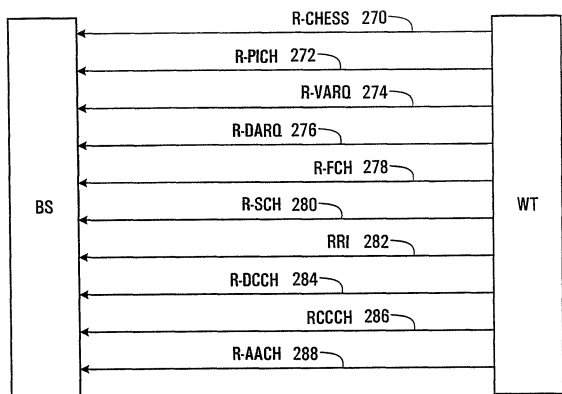 R-CHESS 270
R-PICH 272
R-VARQ 274
R-DARQ 276
R-FCH 278
BS
R-SCH 280
WT
RRI 282
R-DCCH 284
RCCCH 286
R-AACH 288